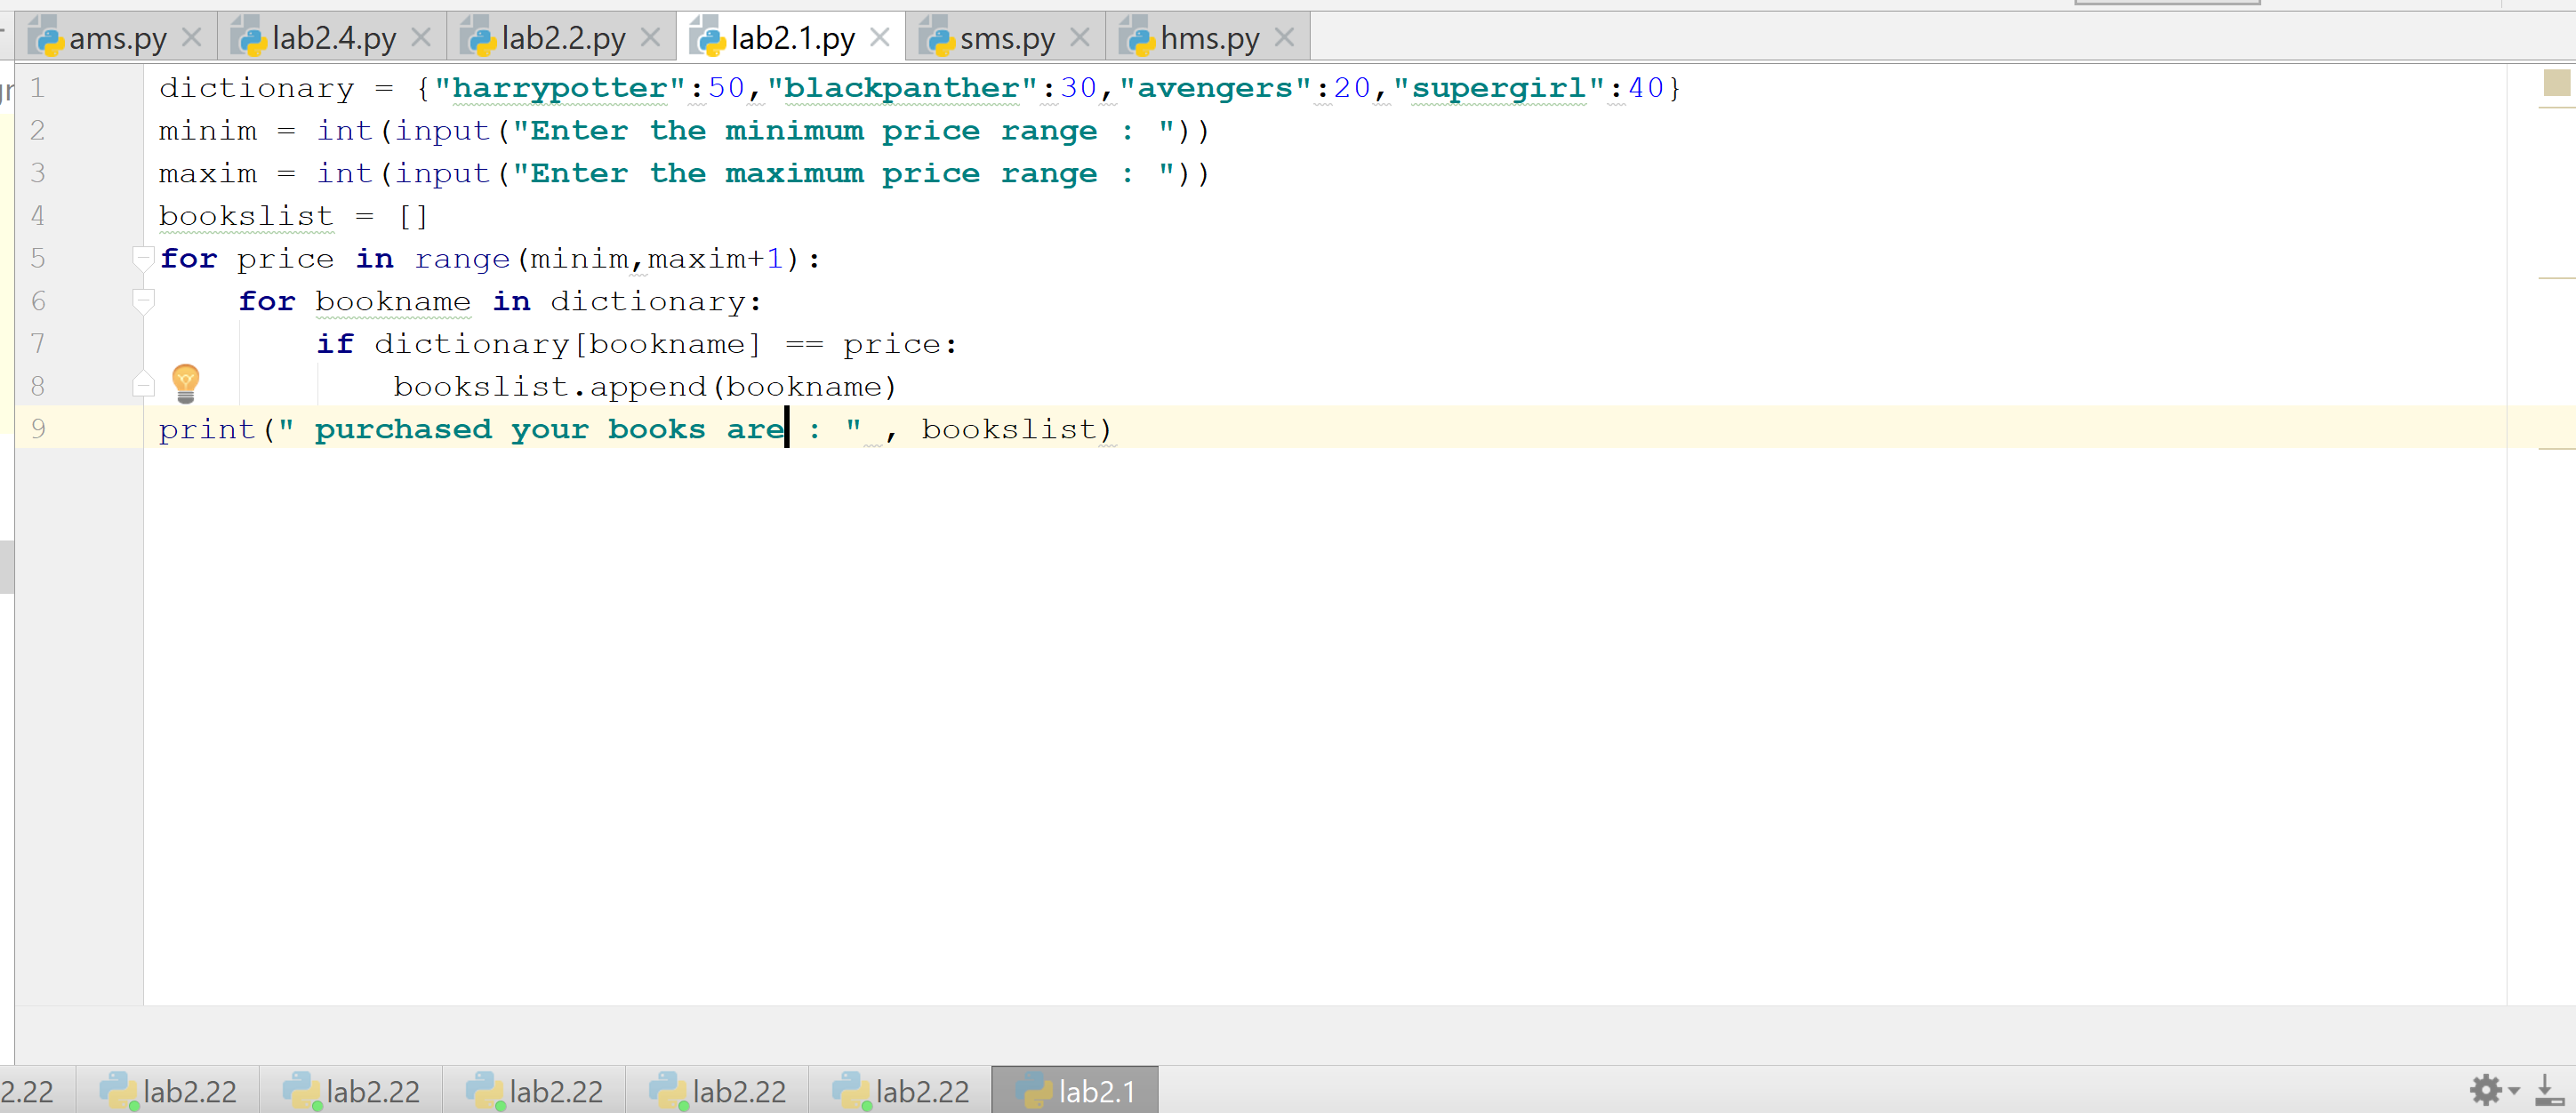 ams.py lab2.4.py lab2.2.py lab2.1.py sms.py hms.py
1 dictionary = {"harrypotter":50,"blackpanther":30,"avengers":20,"supergirl":40}
2 minim = int(input("Enter the minimum price range : "))
3 maxim = int(input("Enter the maximum price range : "))
4 bookslist = []
5 for price in range(minim,maxim+1):
6     for bookname in dictionary:
7         if dictionary[bookname] == price:
8             bookslist.append(bookname)
9 print(" purchased your books are : " , bookslist)
2.22 lab2.22 lab2.22 lab2.22 lab2.22 lab2.22 lab2.1